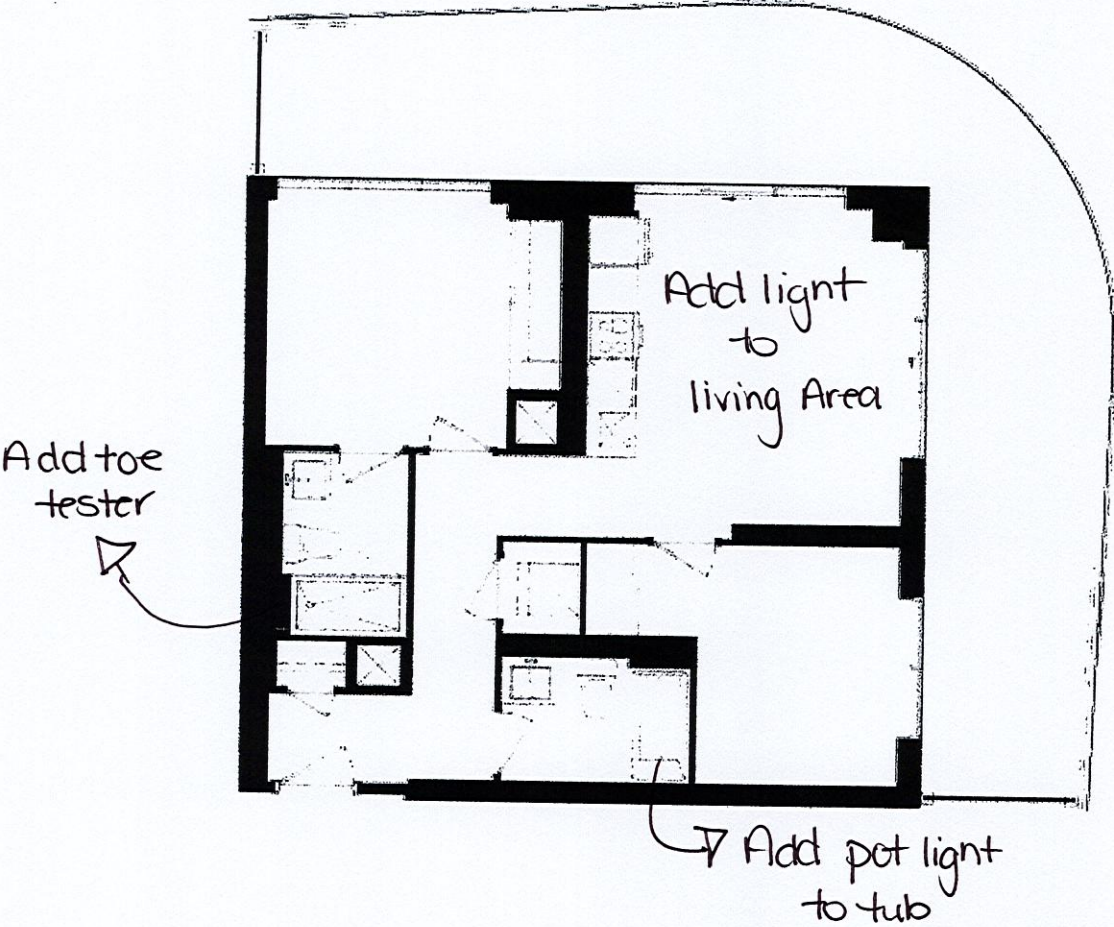 Add light
to
living Area
Add toe
tester
Add pot light
to tub